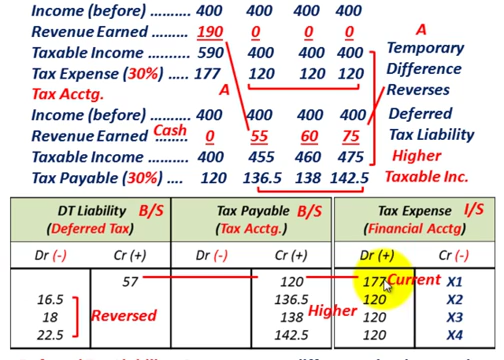 Income (before) .......... 400 400 400 400
Revenue Earned ......... 190 0 0 0 A
Taxable Income ........... 590 400 400 400 Temporary
Tax Expense (30%) ..... 177 120 120 120 Difference
Tax Acctg. A Reverses
Income (before) .......... 400 400 400 400 Deferred
Revenue Earned Cash ........ 0 55 60 75 Tax Liability
Taxable Income ........... 400 455 460 475 Higher
Tax Payable (30%) .... 120 136.5 138 142.5 Taxable Inc.
DT Liability B/S Tax Payable B/S Tax Expense I/S
(Deferred Tax) (Tax Acctg.) (Financial Acctg)
Dr (-) Cr (+) Dr (-) Cr (+) Dr (+) Cr (-)
57 120 177 Current X1
16.5 136.5 120 X2
18 Reversed 138 Higher 120 X3
22.5 142.5 120 X4